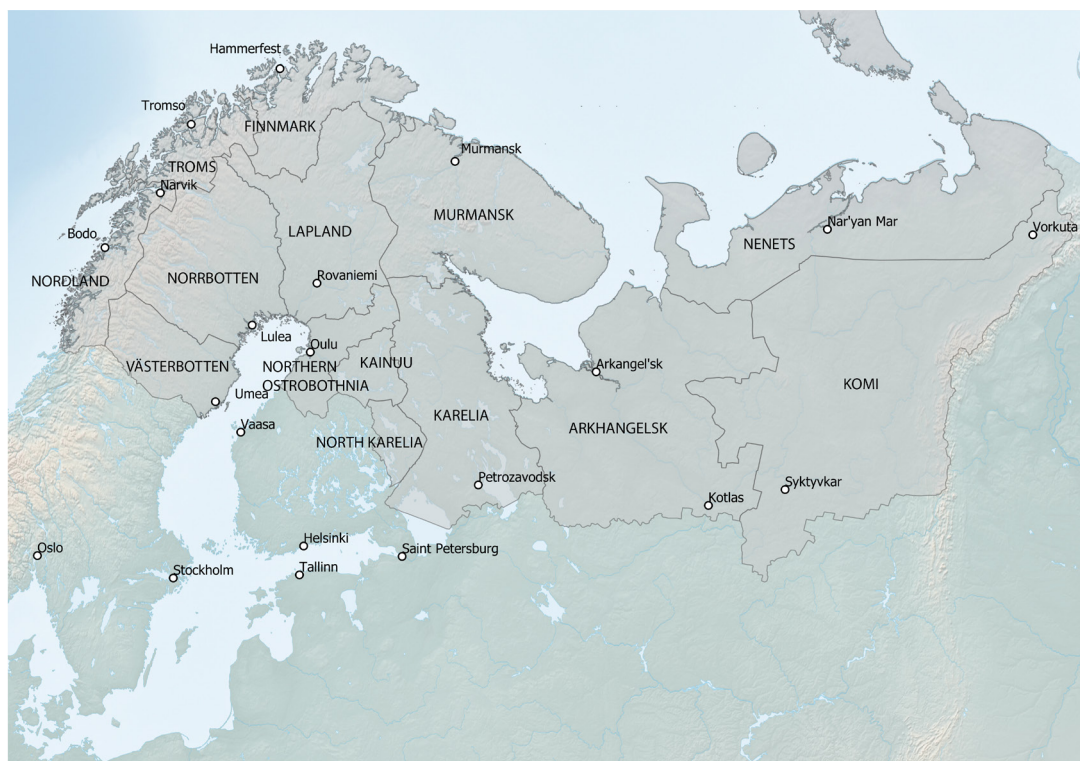 Hammerfest
Tromso
FINNMARK
Murmansk
TROMS
Narvik
MURMANSK
Nar'yan Mar
Vorkuta
Bodo
LAPLAND
NENETS
NORDLAND
NORRBOTTEN
Rovaniemi
Lulea
Oulu
VÄSTERBOTTEN
NORTHERN
OSTROBOTHNIA
KAINUU
Arkangel'sk
KOMI
Umea
Vaasa
NORTH KARELIA
KARELIA
ARKHANGELSK
Petrozavodsk
Kotlas
Syktyvkar
Oslo
Helsinki
Saint Petersburg
Stockholm
Tallinn